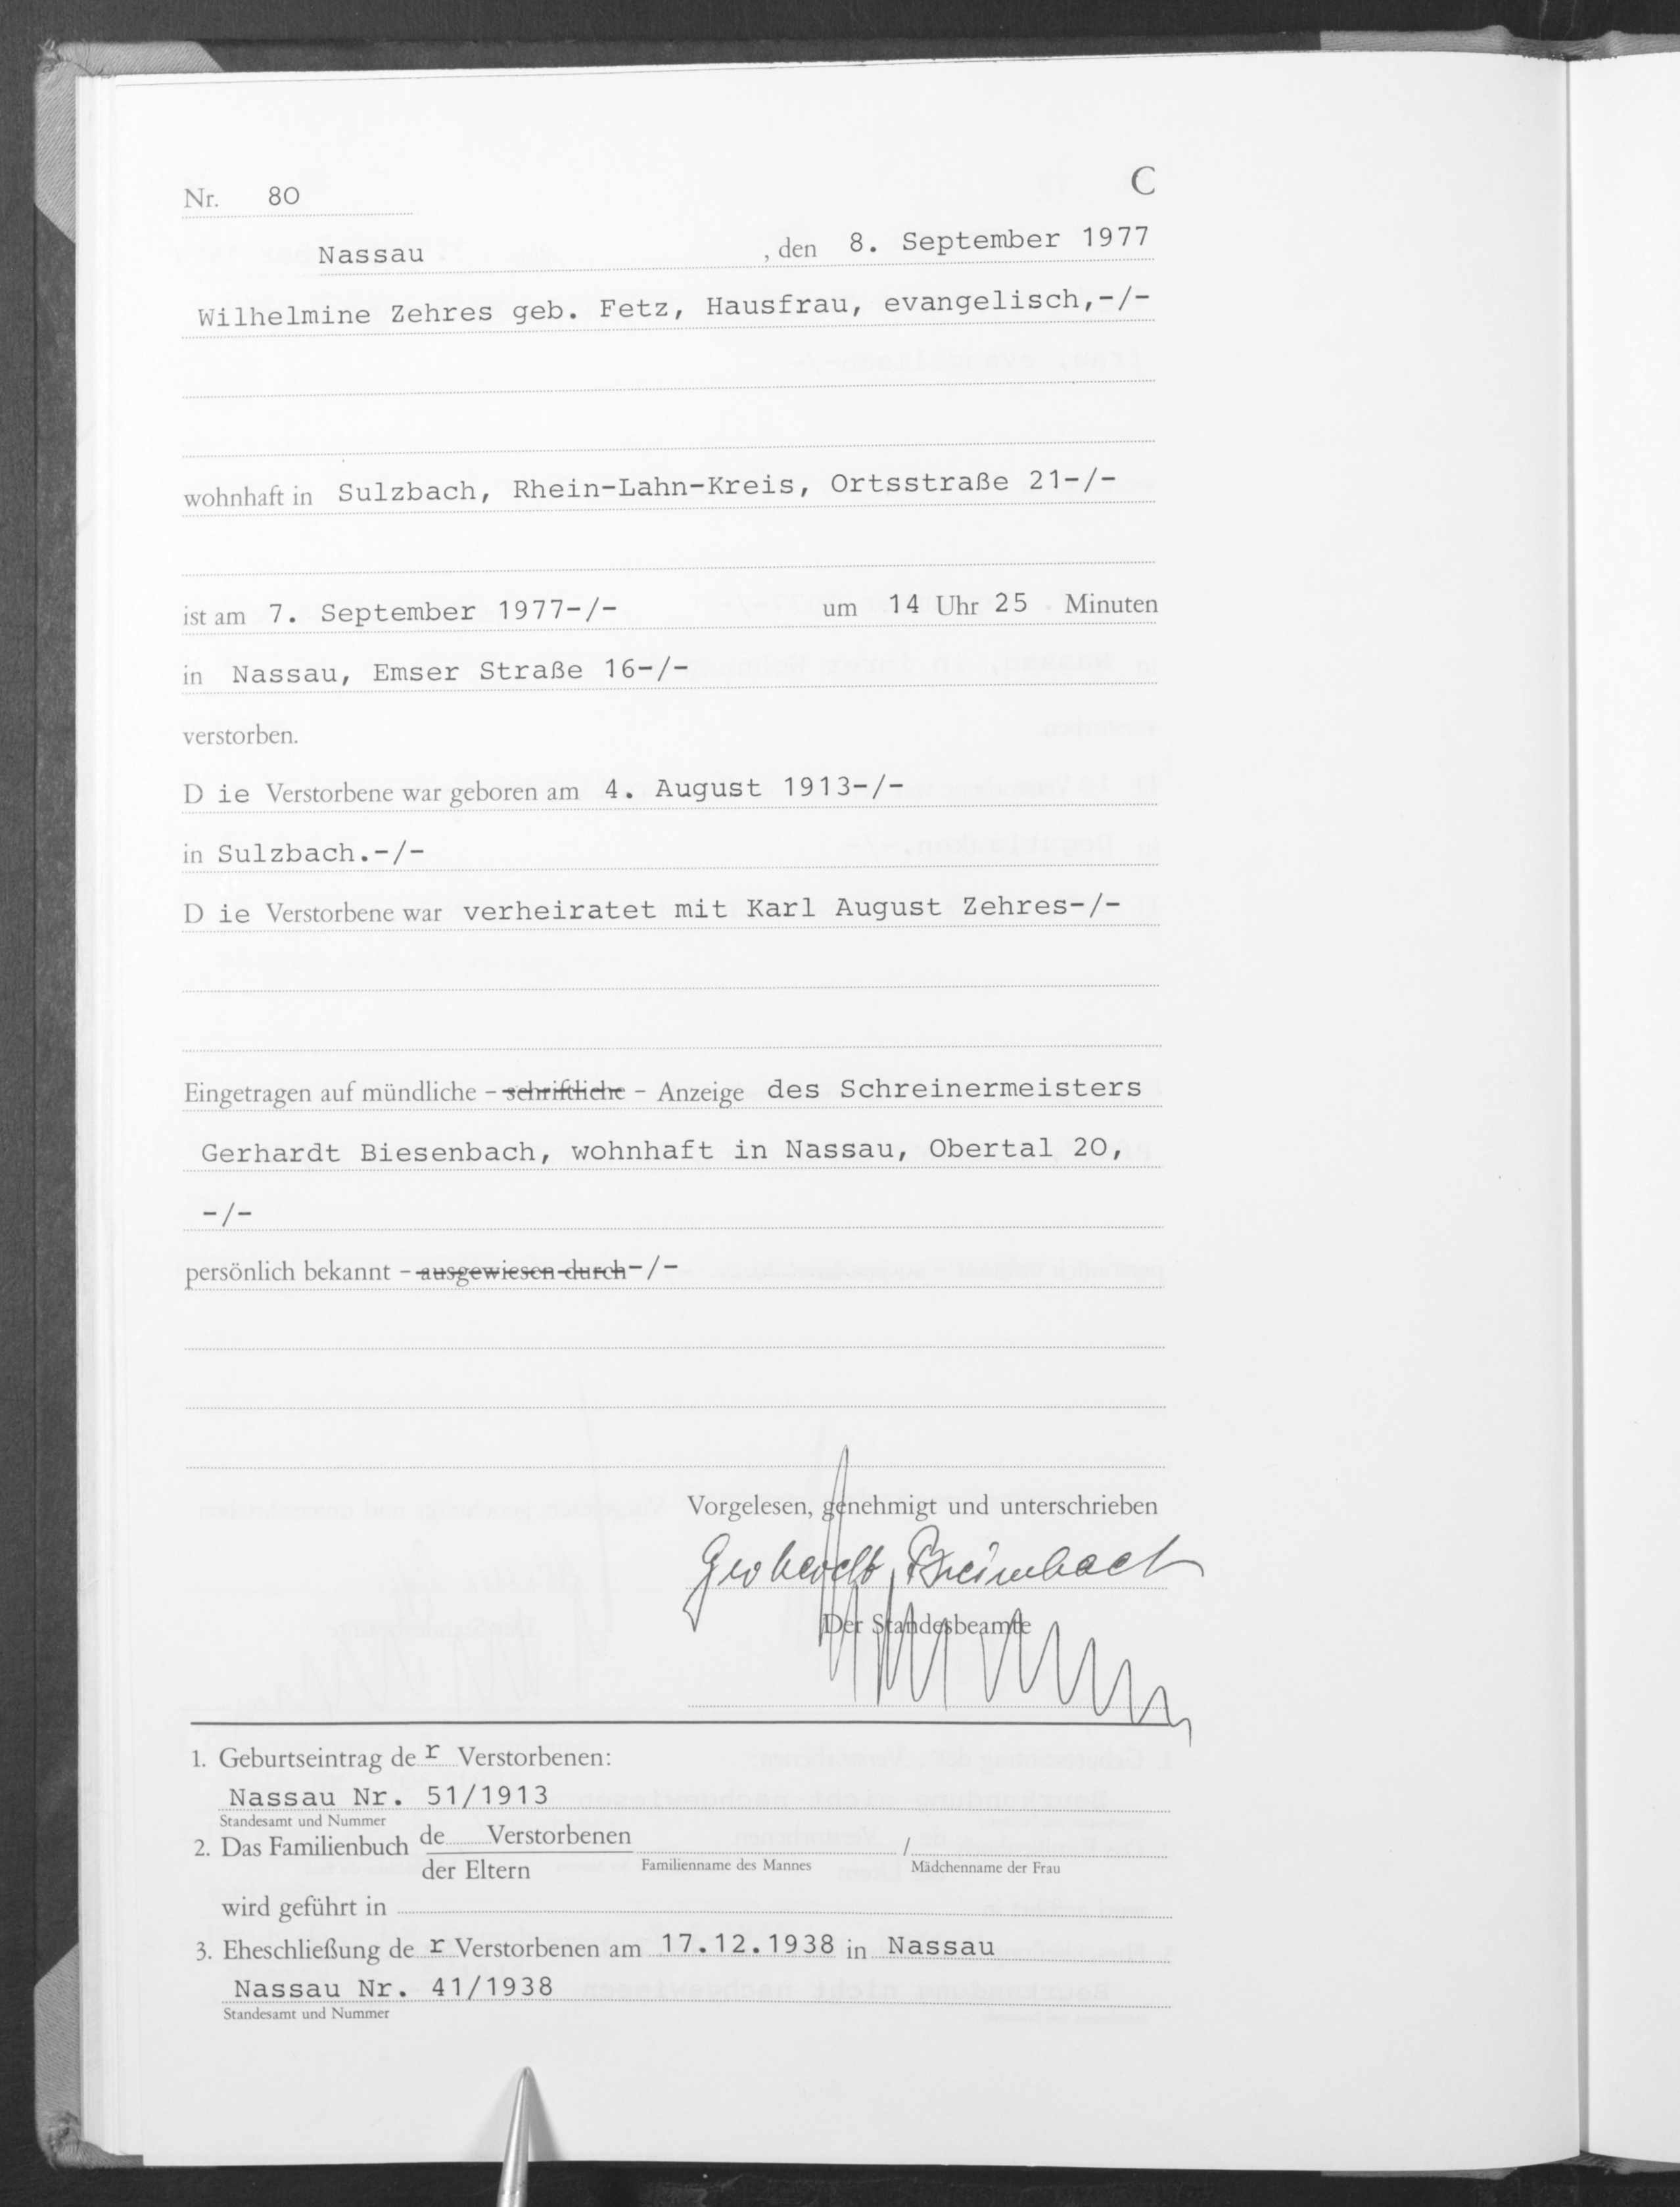 C
Nr. 80
Nassau, den 8. September 1977
Wilhelmine Zehres geb. Fetz, Hausfrau, evangelisch,-/-
wohnhaft in Sulzbach, Rhein-Lahn-Kreis, Ortsstraße 21-/-
ist am 7. September 1977-/- um 14 Uhr 25 Minuten
in Nassau, Emser Straße 16-/-
verstorben.
D ie Verstorbene war geboren am 4. August 1913-/-
in Sulzbach.-/-
D ie Verstorbene war verheiratet mit Karl August Zehres-/-
Eingetragen auf mündliche - schriftliche - Anzeige des Schreinermeisters
Gerhardt Biesenbach, wohnhaft in Nassau, Obertal 20,
-/-
persönlich bekannt - ausgewiesen durch-/-
Vorgelesen, genehmigt und unterschrieben
Der Standesbeamte
1. Geburtseintrag de r Verstorbenen:
Nassau Nr. 51/1913
Standesamt und Nummer
2. Das Familienbuch de Verstorbenen /
der Eltern Familienname des Mannes Mädchenname der Frau
wird geführt in
3. Eheschließung de r Verstorbenen am 17.12.1938 in Nassau
Nassau Nr. 41/1938
Standesamt und Nummer